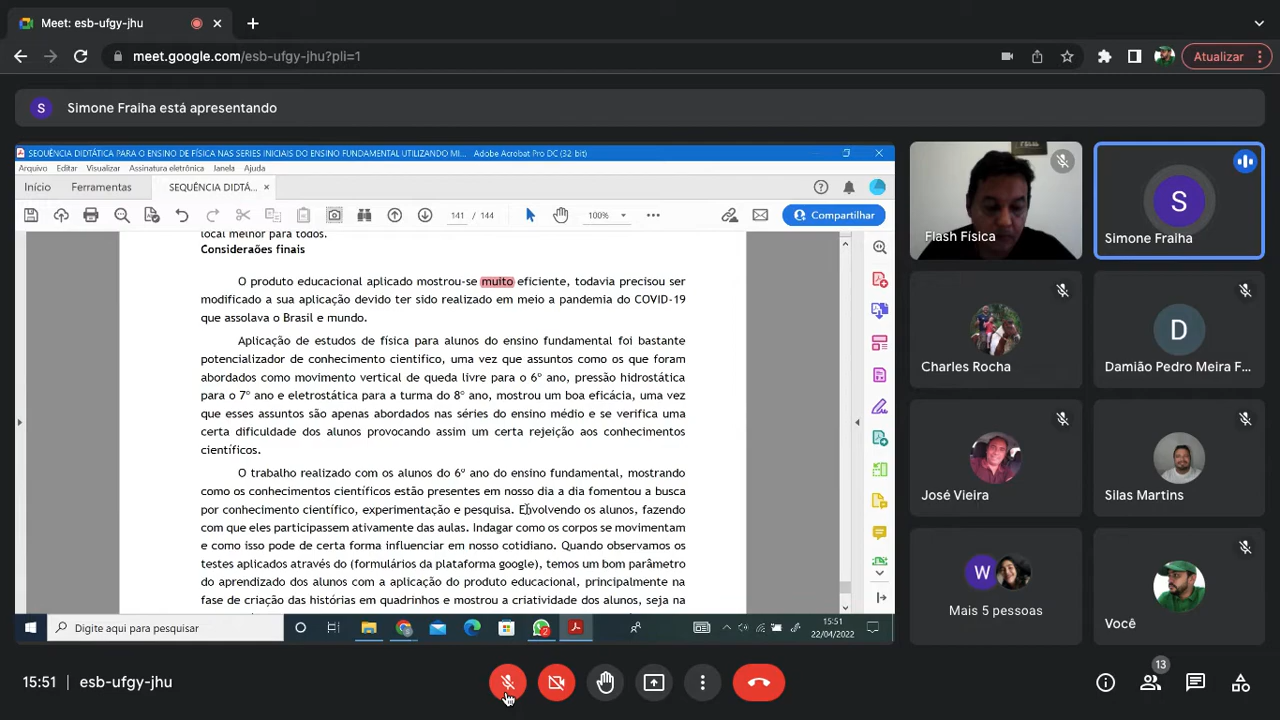 Meet: esb-ufgy-jhu
meet.google.com/esb-ufgy-jhu?pli=1
Atualizar
S
Simone Fraiha está apresentando
SEQUÊNCIA DIDTÁTICA PARA O ENSINO DE FÍSICA NAS SERIES INICIAIS DO ENSINO FUNDAMENTAL UTILIZANDO MI... - Adobe Acrobat Pro DC (32-bit)
Arquivo Editar Visualizar Assinatura eletrônica Janela Ajuda
Início Ferramentas SEQUÊNCIA DIDTÁ... ×
141 / 144 100% Compartilhar
local melhor para todos.
Consideraões finais
O produto educacional aplicado mostrou-se muito eficiente, todavia precisou ser
modificado a sua aplicação devido ter sido realizado em meio a pandemia do COVID-19
que assolava o Brasil e mundo.
Aplicação de estudos de física para alunos do ensino fundamental foi bastante
potencializador de conhecimento cientifico, uma vez que assuntos como os que foram
abordados como movimento vertical de queda livre para o 6º ano, pressão hidrostática
para o 7º ano e eletrostática para a turma do 8º ano, mostrou um boa eficácia, uma vez
que esses assuntos são apenas abordados nas séries do ensino médio e se verifica uma
certa dificuldade dos alunos provocando assim um certa rejeição aos conhecimentos
científicos.
O trabalho realizado com os alunos do 6º ano do ensino fundamental, mostrando
como os conhecimentos científicos estão presentes em nosso dia a dia fomentou a busca
por conhecimento científico, experimentação e pesquisa. Envolvendo os alunos, fazendo
com que eles participassem ativamente das aulas. Indagar como os corpos se movimentam
e como isso pode de certa forma influenciar em nosso cotidiano. Quando observamos os
testes aplicados através do (formulários da plataforma google), temos um bom parâmetro
do aprendizado dos alunos com a aplicação do produto educacional, principalmente na
fase de criação das histórias em quadrinhos e mostrou a criatividade dos alunos, seja na
Digite aqui para pesquisar
15:51
22/04/2022
Flash Física
S
Simone Fraiha
Charles Rocha
D
Damião Pedro Meira F...
José Vieira
Silas Martins
W
Mais 5 pessoas
Você
15:51 | esb-ufgy-jhu
13